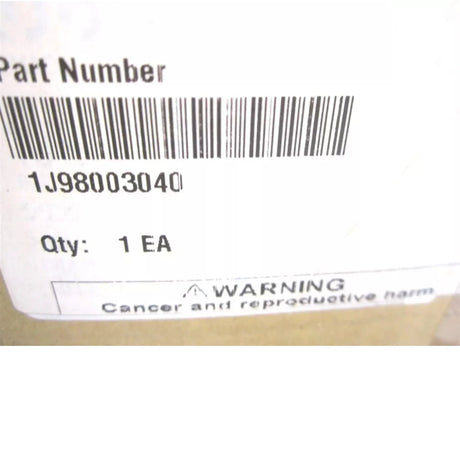 Part Number
1J98003040
Qty: 1 EA
⚠ WARNING
Cancer and reproductive harm